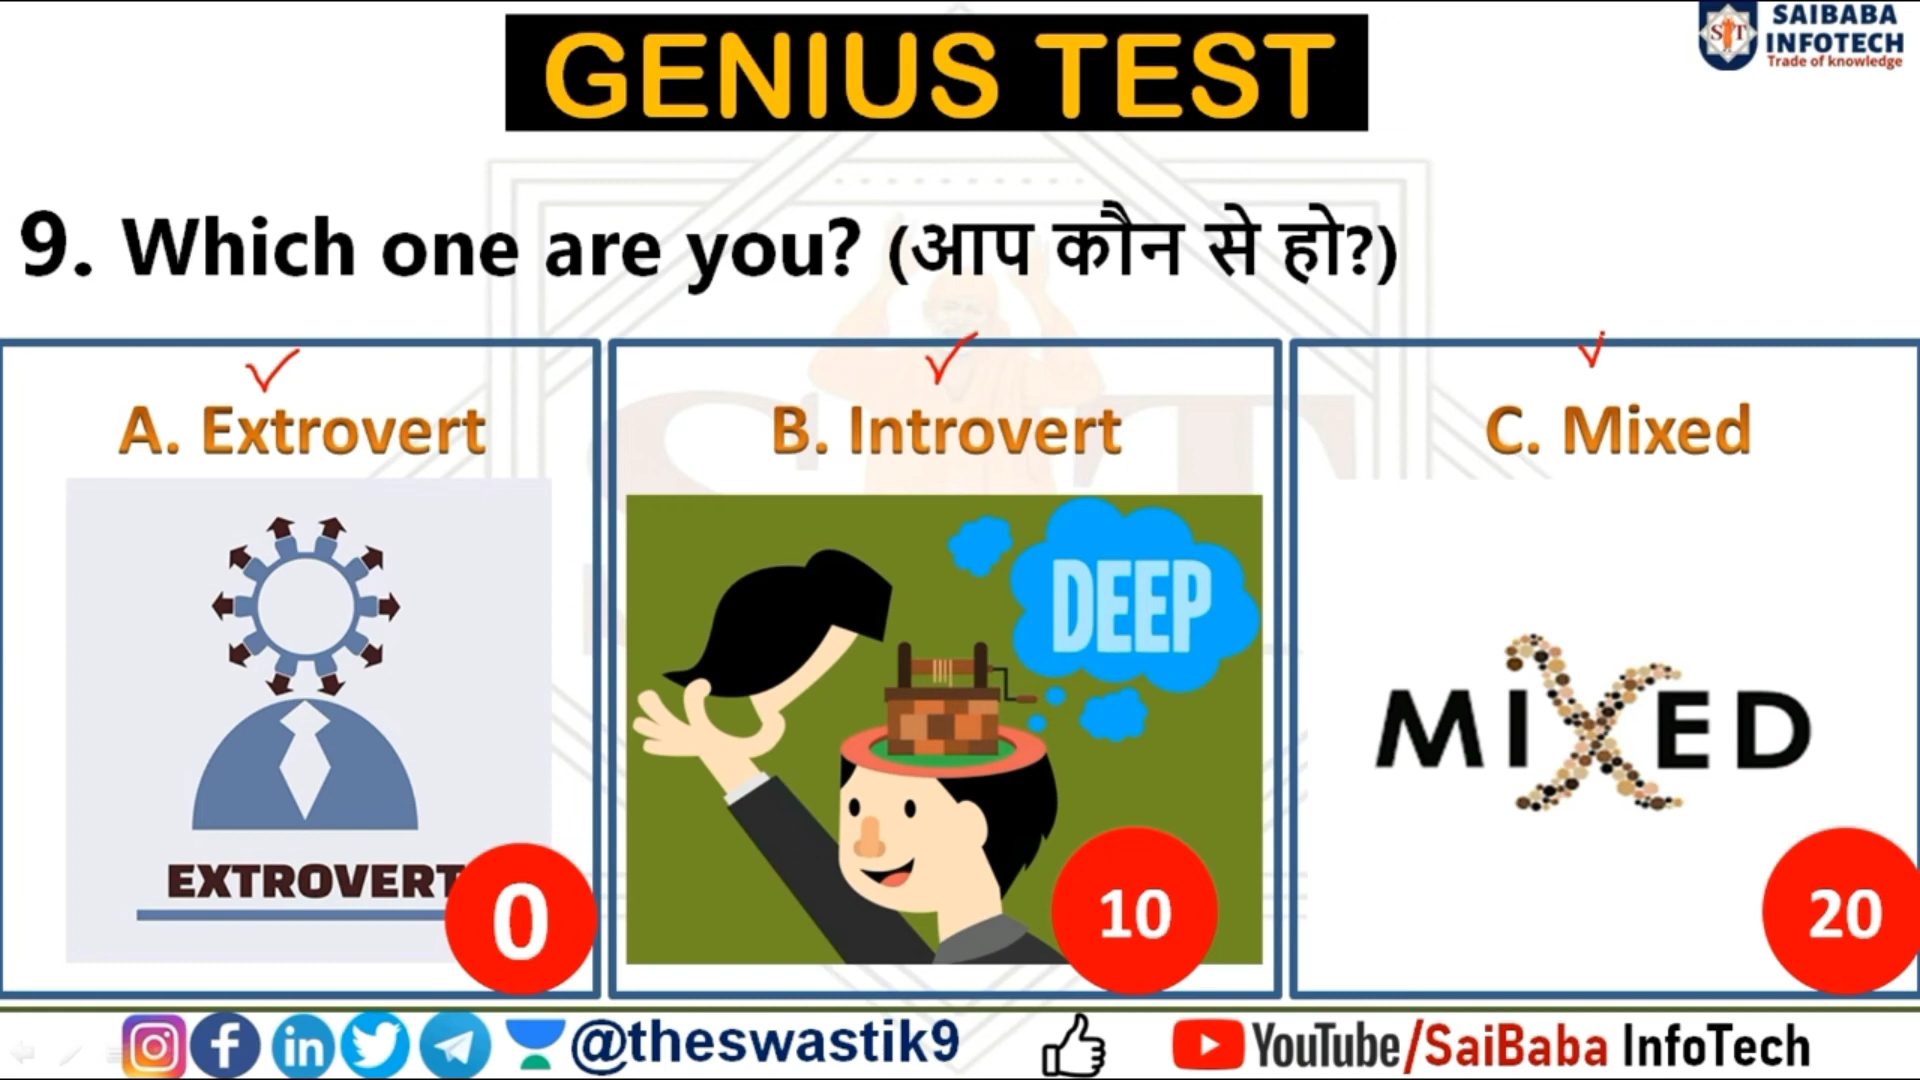 GENIUS TEST
SAIBABA
INFOTECH
Trade of knowledge
9. Which one are you? (आप कौन से हो?)
A. Extrovert
B. Introvert
C. Mixed
DEEP
MIXED
EXTROVERT
0
10
20
@theswastik9
YouTube/SaiBaba InfoTech